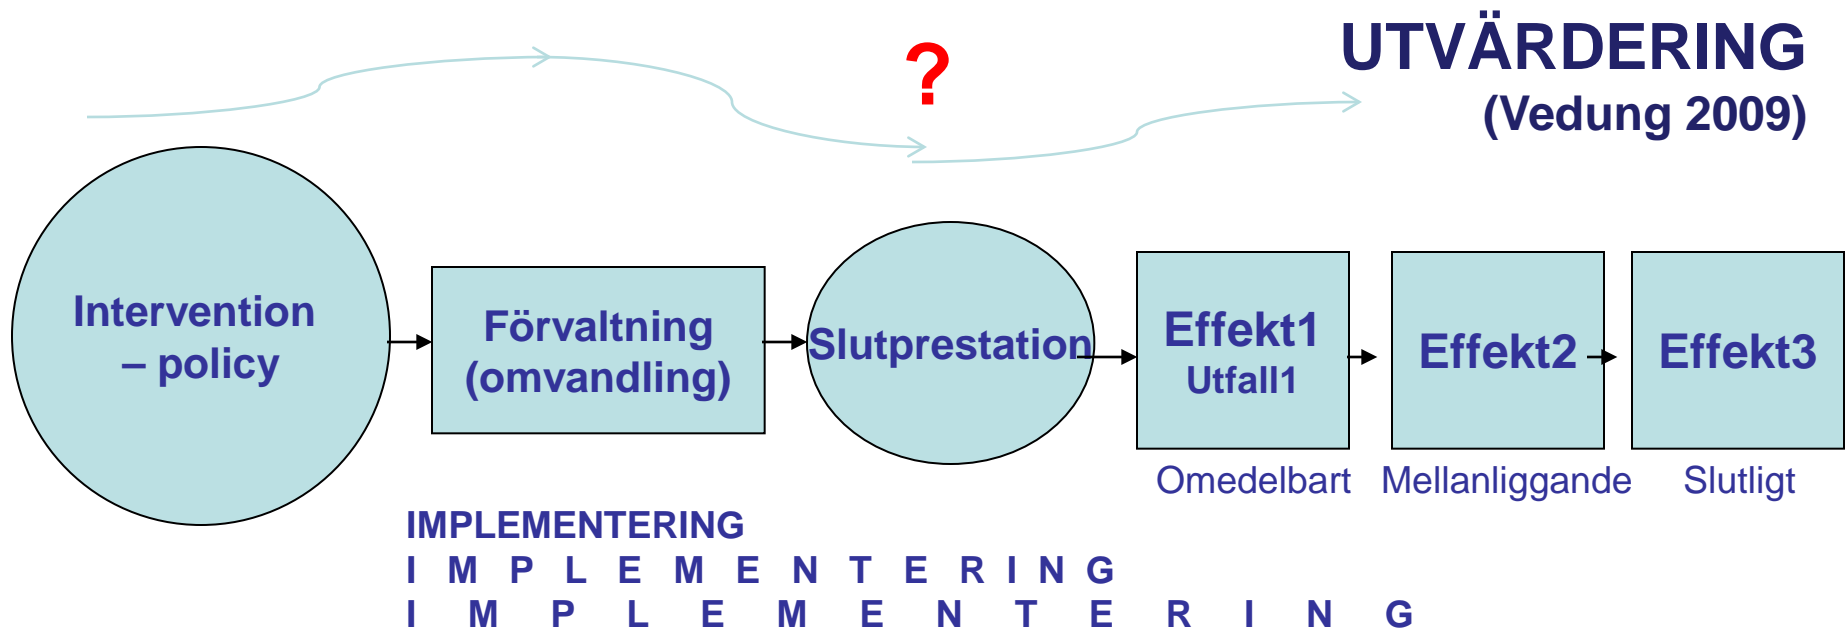 ?
UTVÄRDERING
(Vedung 2009)
Intervention
– policy
Förvaltning
(omvandling)
Slutprestation
Effekt1
Utfall1
Effekt2
Effekt3
Omedelbart
Mellanliggande
Slutligt
IMPLEMENTERING
I M P L E M E N T E R I N G
I M P L E M E N T E R I N G